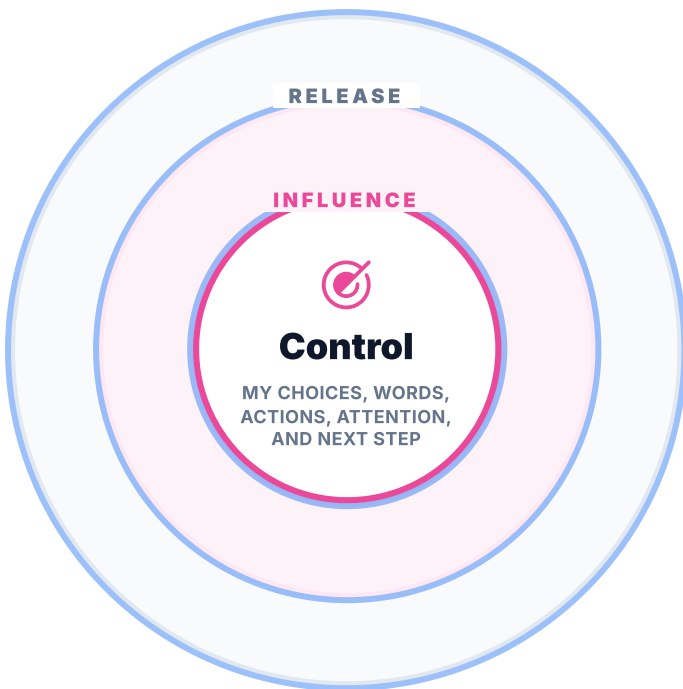 RELEASE
INFLUENCE
Control
MY CHOICES, WORDS,
ACTIONS, ATTENTION,
AND NEXT STEP